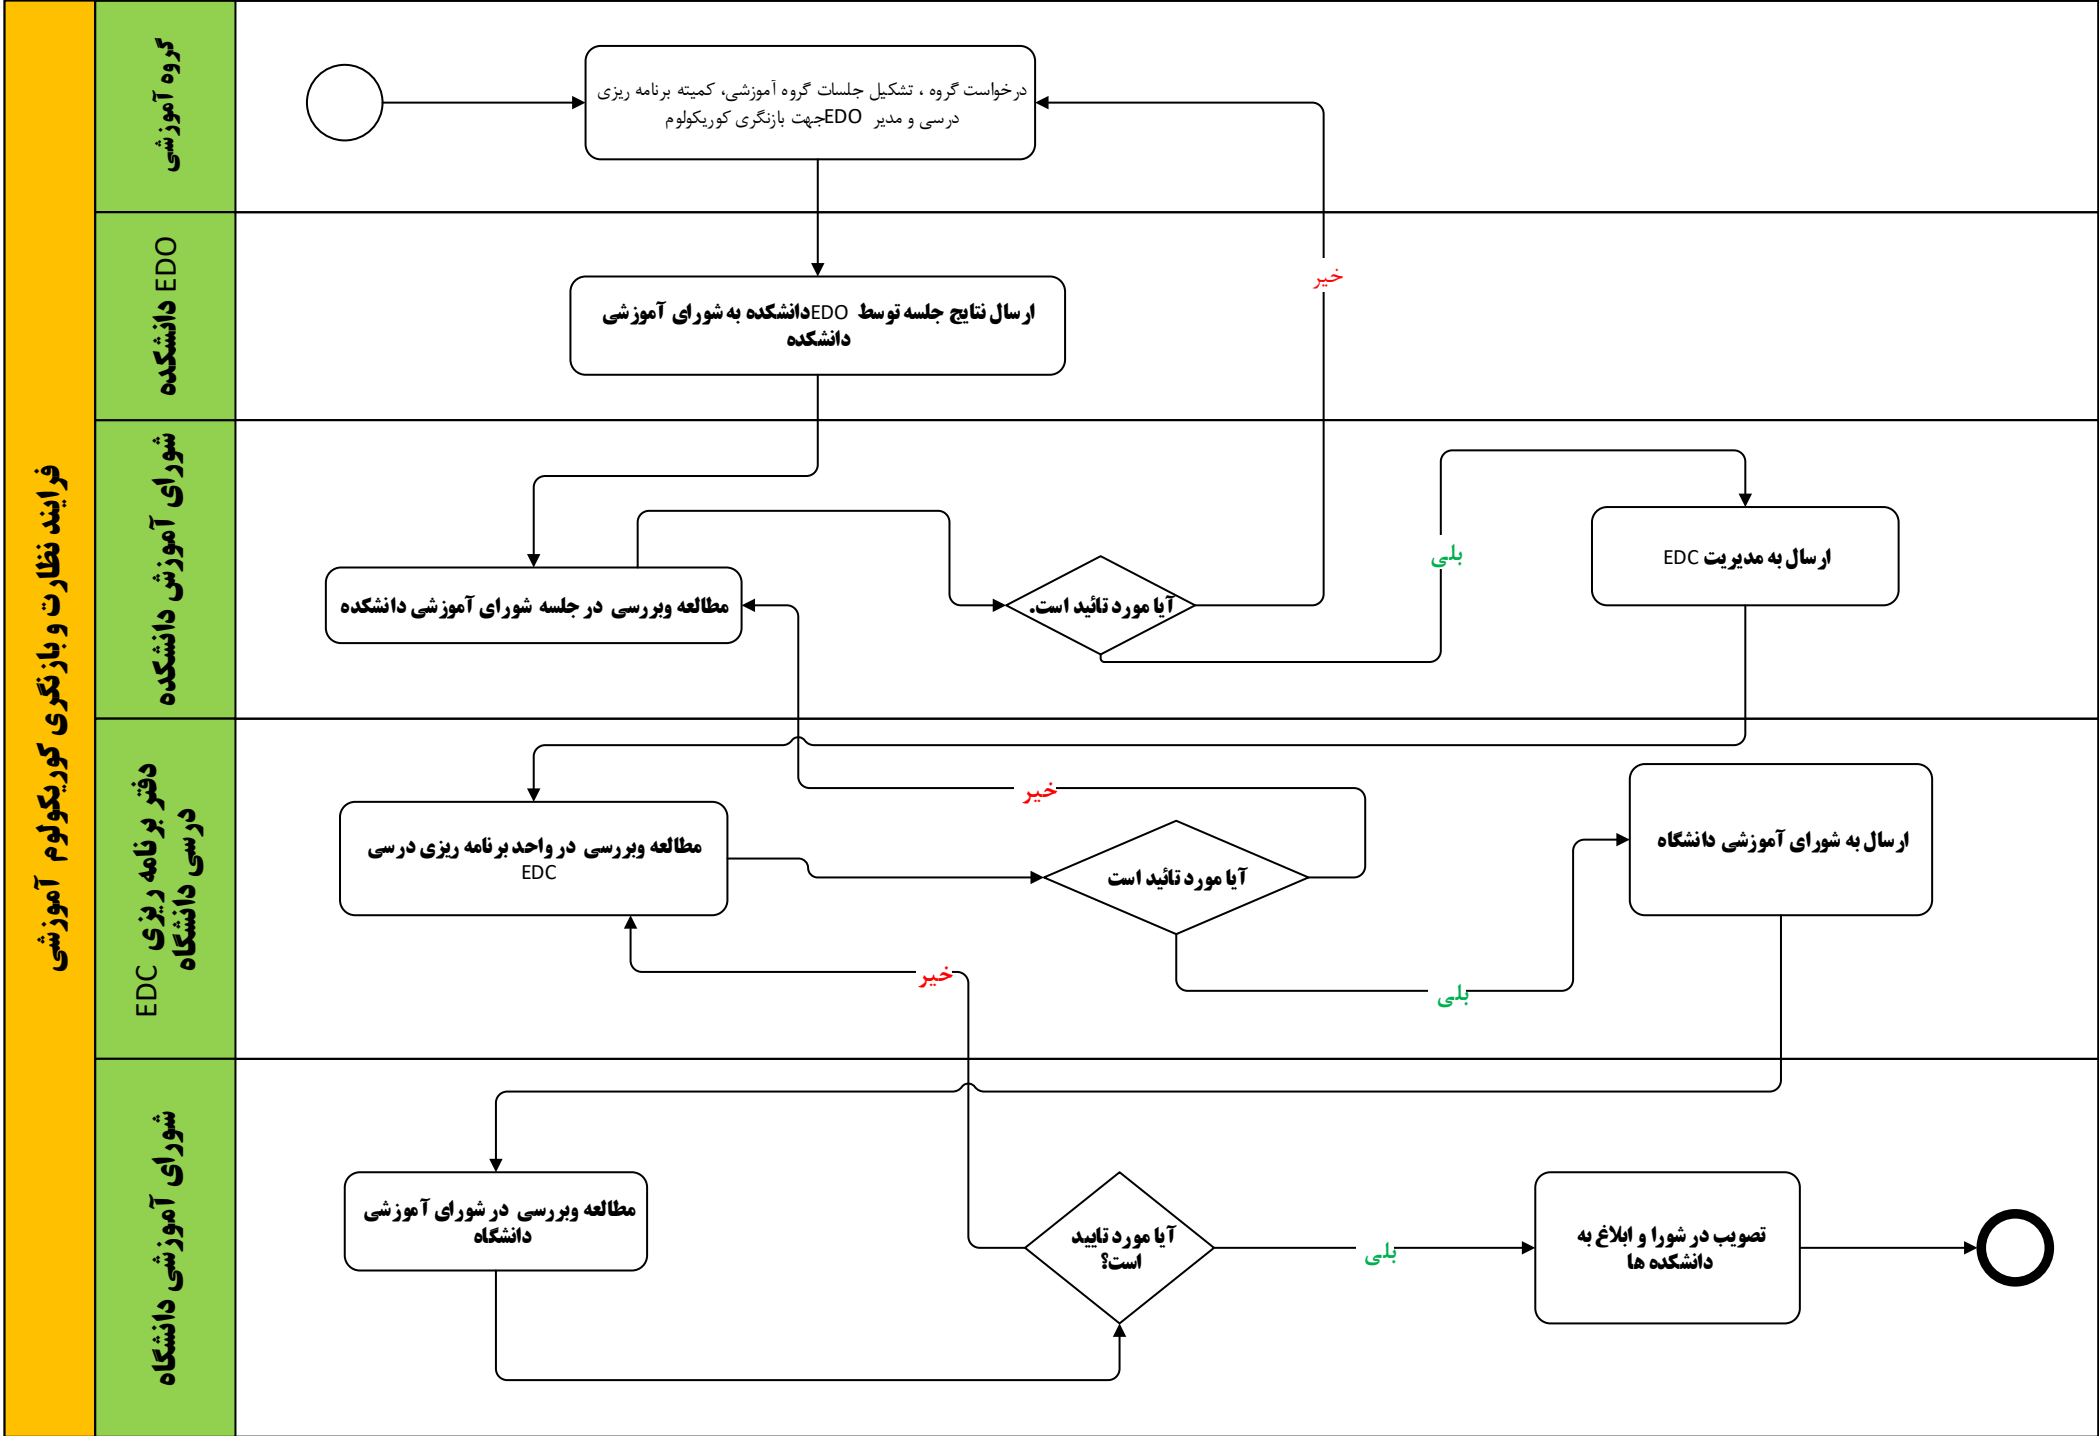 فرایند نظارت و بازنگری کوریکولوم آموزشی
گروه آموزشی
درخواست گروه ، تشکیل جلسات گروه آموزشی، کمیته برنامه ریزی
درسی و مدیر EDOجهت بازنگری کوریکولوم
EDO دانشکده
ارسال نتایج جلسه توسط EDOدانشکده به شورای آموزشی
دانشکده
خیر
شورای آموزش دانشکده
مطالعه وبررسی در جلسه شورای آموزشی دانشکده
آیا مورد تائید است.
بلی
ارسال به مدیریت EDC
دفتر برنامه ریزی EDC
درسی دانشگاه
مطالعه وبررسی در واحد برنامه ریزی درسی
EDC
خیر
آیا مورد تائید است
بلی
ارسال به شورای آموزشی دانشگاه
خیر
شورای آموزشی دانشگاه
مطالعه وبررسی در شورای آموزشی
دانشگاه
آیا مورد تایید
است؟
بلی
تصویب در شورا و ابلاغ به
دانشکده ها